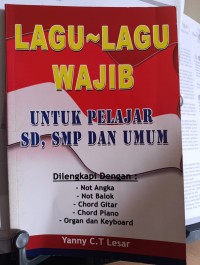 LAGU~LAGU
WAJIB
UNTUK PELAJAR
SD, SMP DAN UMUM
Dilengkapi Dengan :
- Not Angka
- Not Balok
- Chord Gitar
- Chord Piano
- Organ dan Keyboard
Yanny C.T Lesar